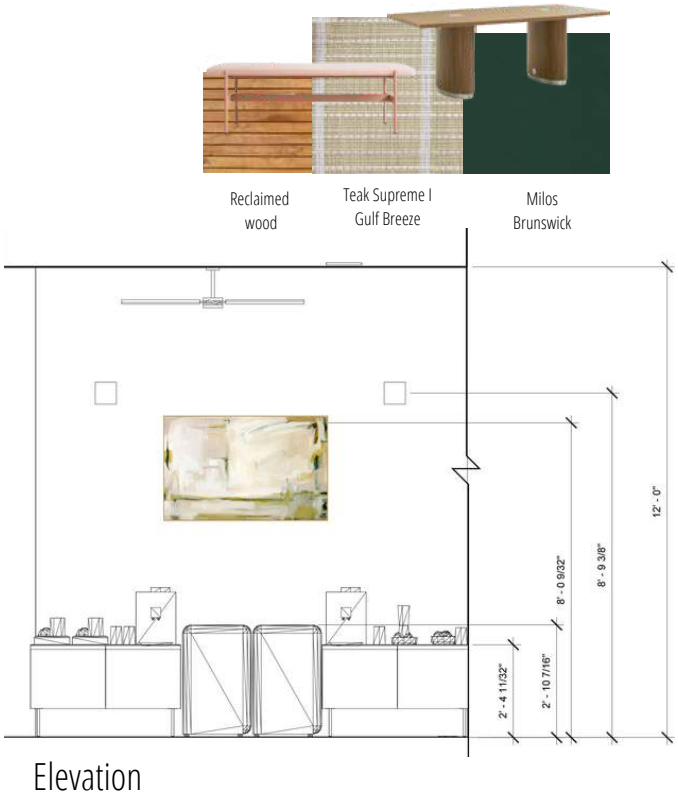 Reclaimed
wood
Teak Supreme I
Gulf Breeze
Milos
Brunswick
12' - 0"
8' - 9 3/8"
8' - 0 9/32"
2' - 10 7/16"
2' - 4 11/32"
Elevation